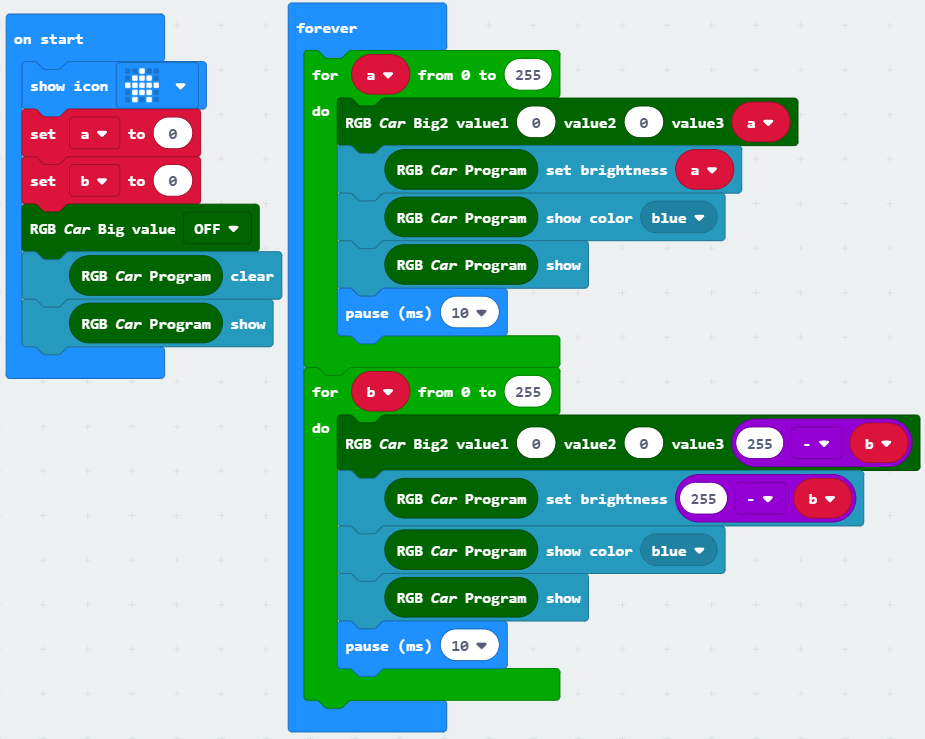 on start
show icon
set a to 0
set b to 0
RGB Car Big value OFF
RGB Car Program clear
RGB Car Program show
forever
for a from 0 to 255
do
RGB Car Big2 value1 0 value2 0 value3 a
RGB Car Program set brightness a
RGB Car Program show color blue
RGB Car Program show
pause (ms) 10
for b from 0 to 255
do
RGB Car Big2 value1 0 value2 0 value3 255 - b
RGB Car Program set brightness 255 - b
RGB Car Program show color blue
RGB Car Program show
pause (ms) 10